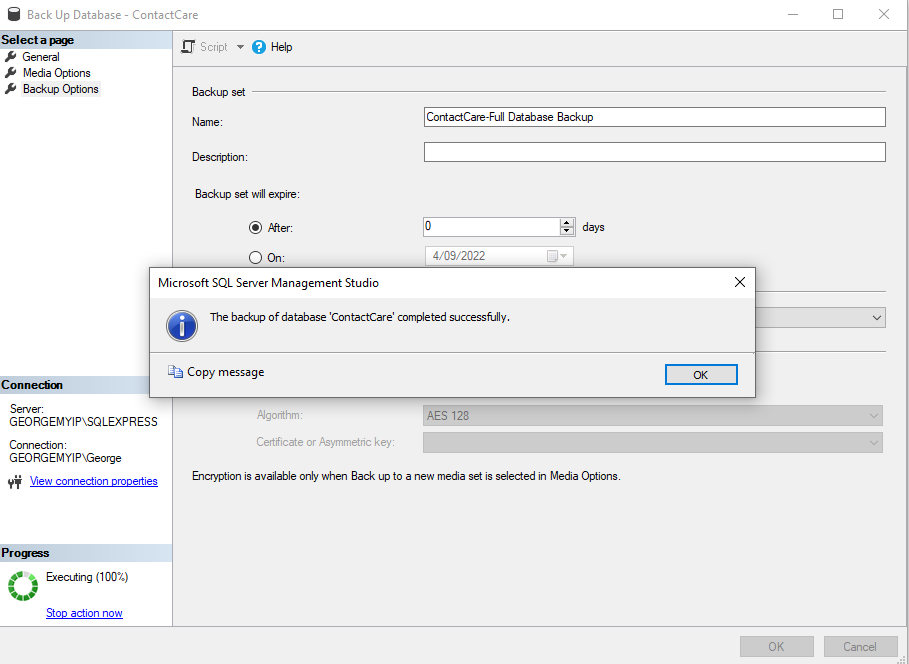 Back Up Database - ContactCare
Select a page
General
Media Options
Backup Options
Script
Help
Backup set
Name:
ContactCare-Full Database Backup
Description:
Backup set will expire:
After:
0
days
On:
4/09/2022
Microsoft SQL Server Management Studio
The backup of database 'ContactCare' completed successfully.
Copy message
OK
Algorithm:
AES 128
Certificate or Asymmetric key:
Encryption is available only when Back up to a new media set is selected in Media Options.
Connection
Server:
GEORGEMYIP\SQLEXPRESS
Connection:
GEORGEMYIP\George
View connection properties
Progress
Executing (100%)
Stop action now
OK
Cancel